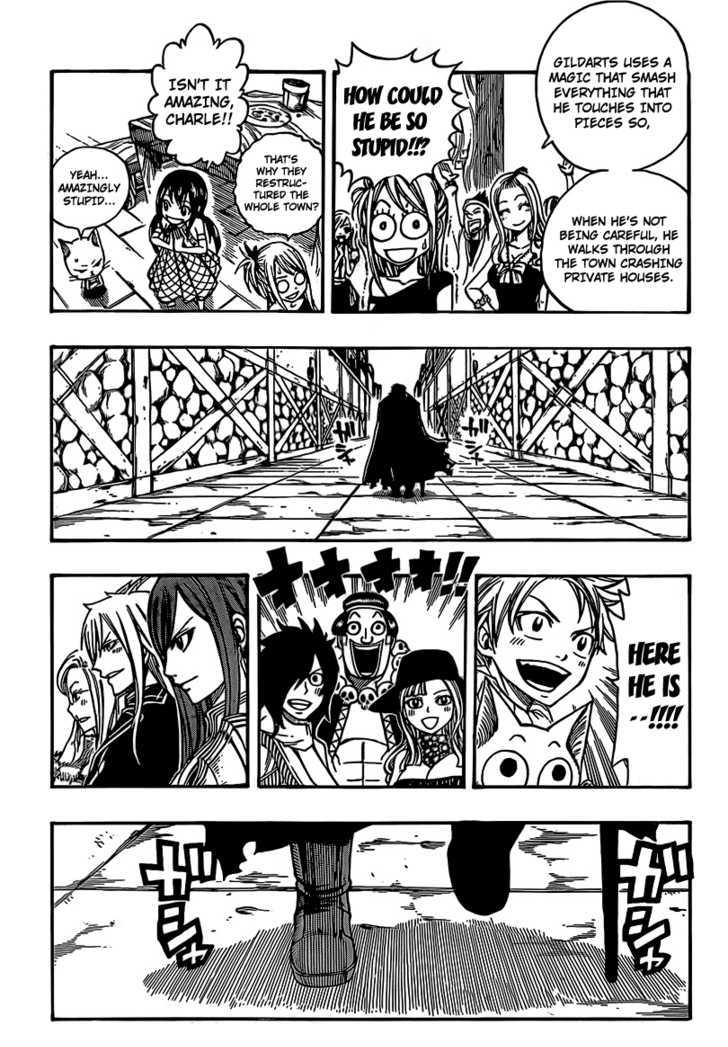 GILDARTS USES A
MAGIC THAT SMASH
EVERYTHING THAT
HE TOUCHES INTO
PIECES SO,
WHEN HE'S NOT
BEING CAREFUL, HE
WALKS THROUGH
THE TOWN CRASHING
PRIVATE HOUSES.
HOW COULD
HE BE SO
STUPID!!!?
THAT'S
WHY THEY
RESTRUC-
TURED THE
WHOLE TOWN?
ISN'T IT
AMAZING,
CHARLE!!
YEAH...
AMAZINGLY
STUPID...
ガシャ
ガシャ
HERE
HE IS
--!!!!
オオオオ!!
ガシャ
ガシャ